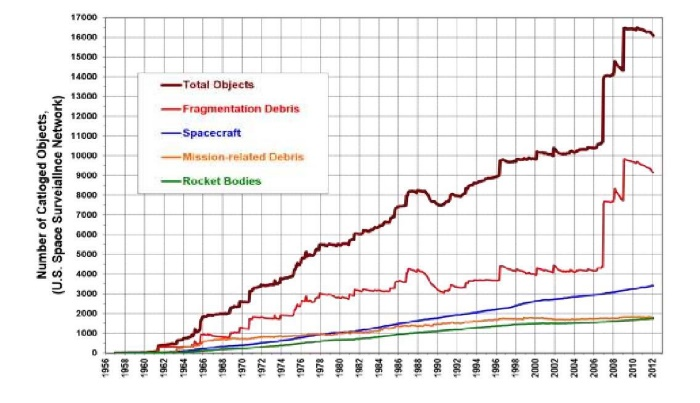 17000
16000
15000
14000
13000
12000
11000
10000
9000
8000
7000
6000
5000
4000
3000
2000
1000
0
Number of Catloged Objects,
(U.S. Space Surveiallnce Network)
Total Objects
Fragmentation Debris
Spacecraft
Mission-related Debris
Rocket Bodies
1956 1958 1960 1962 1964 1966 1968 1970 1972 1974 1976 1978 1980 1982 1984 1986 1988 1990 1992 1993 1995 1996 1998 2000 2002 2004 2006 2008 2010 2012